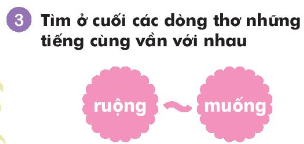 3 Tìm ở cuối các dòng thơ những
tiếng cùng vần với nhau
ruộng ~ muống